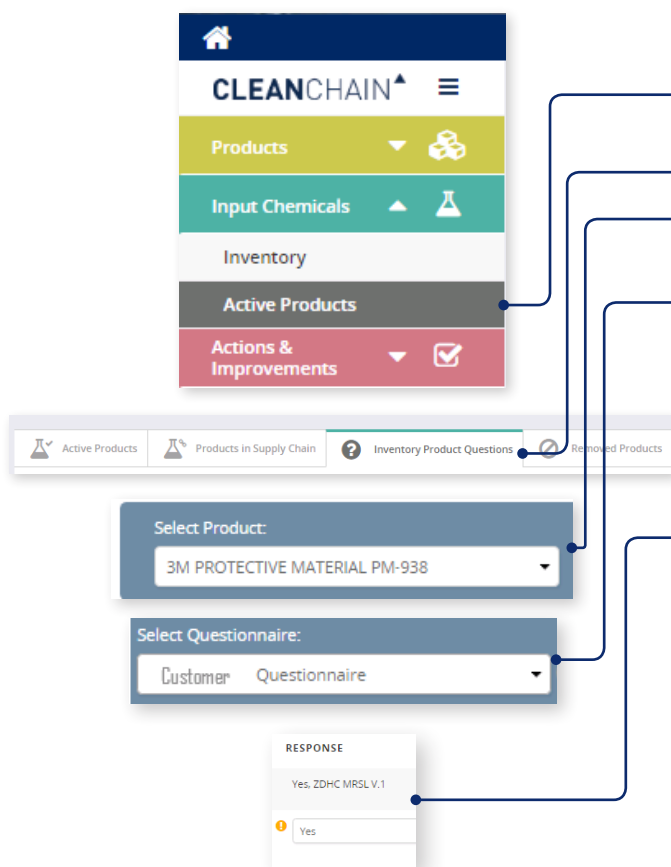 CLEANCHAIN
Products
Input Chemicals
Inventory
Active Products
Actions &
Improvements
Active Products Products in Supply Chain Inventory Product Questions Removed Products
Select Product:
3M PROTECTIVE MATERIAL PM-938
Select Questionnaire:
Customer Questionnaire
RESPONSE
Yes, ZDHC MRSL V.1
Yes